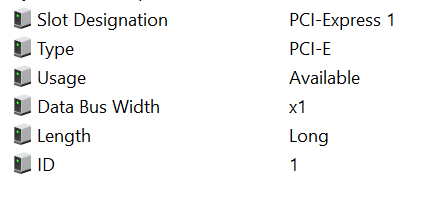 Slot Designation PCI-Express 1
Type PCI-E
Usage Available
Data Bus Width x1
Length Long
ID 1